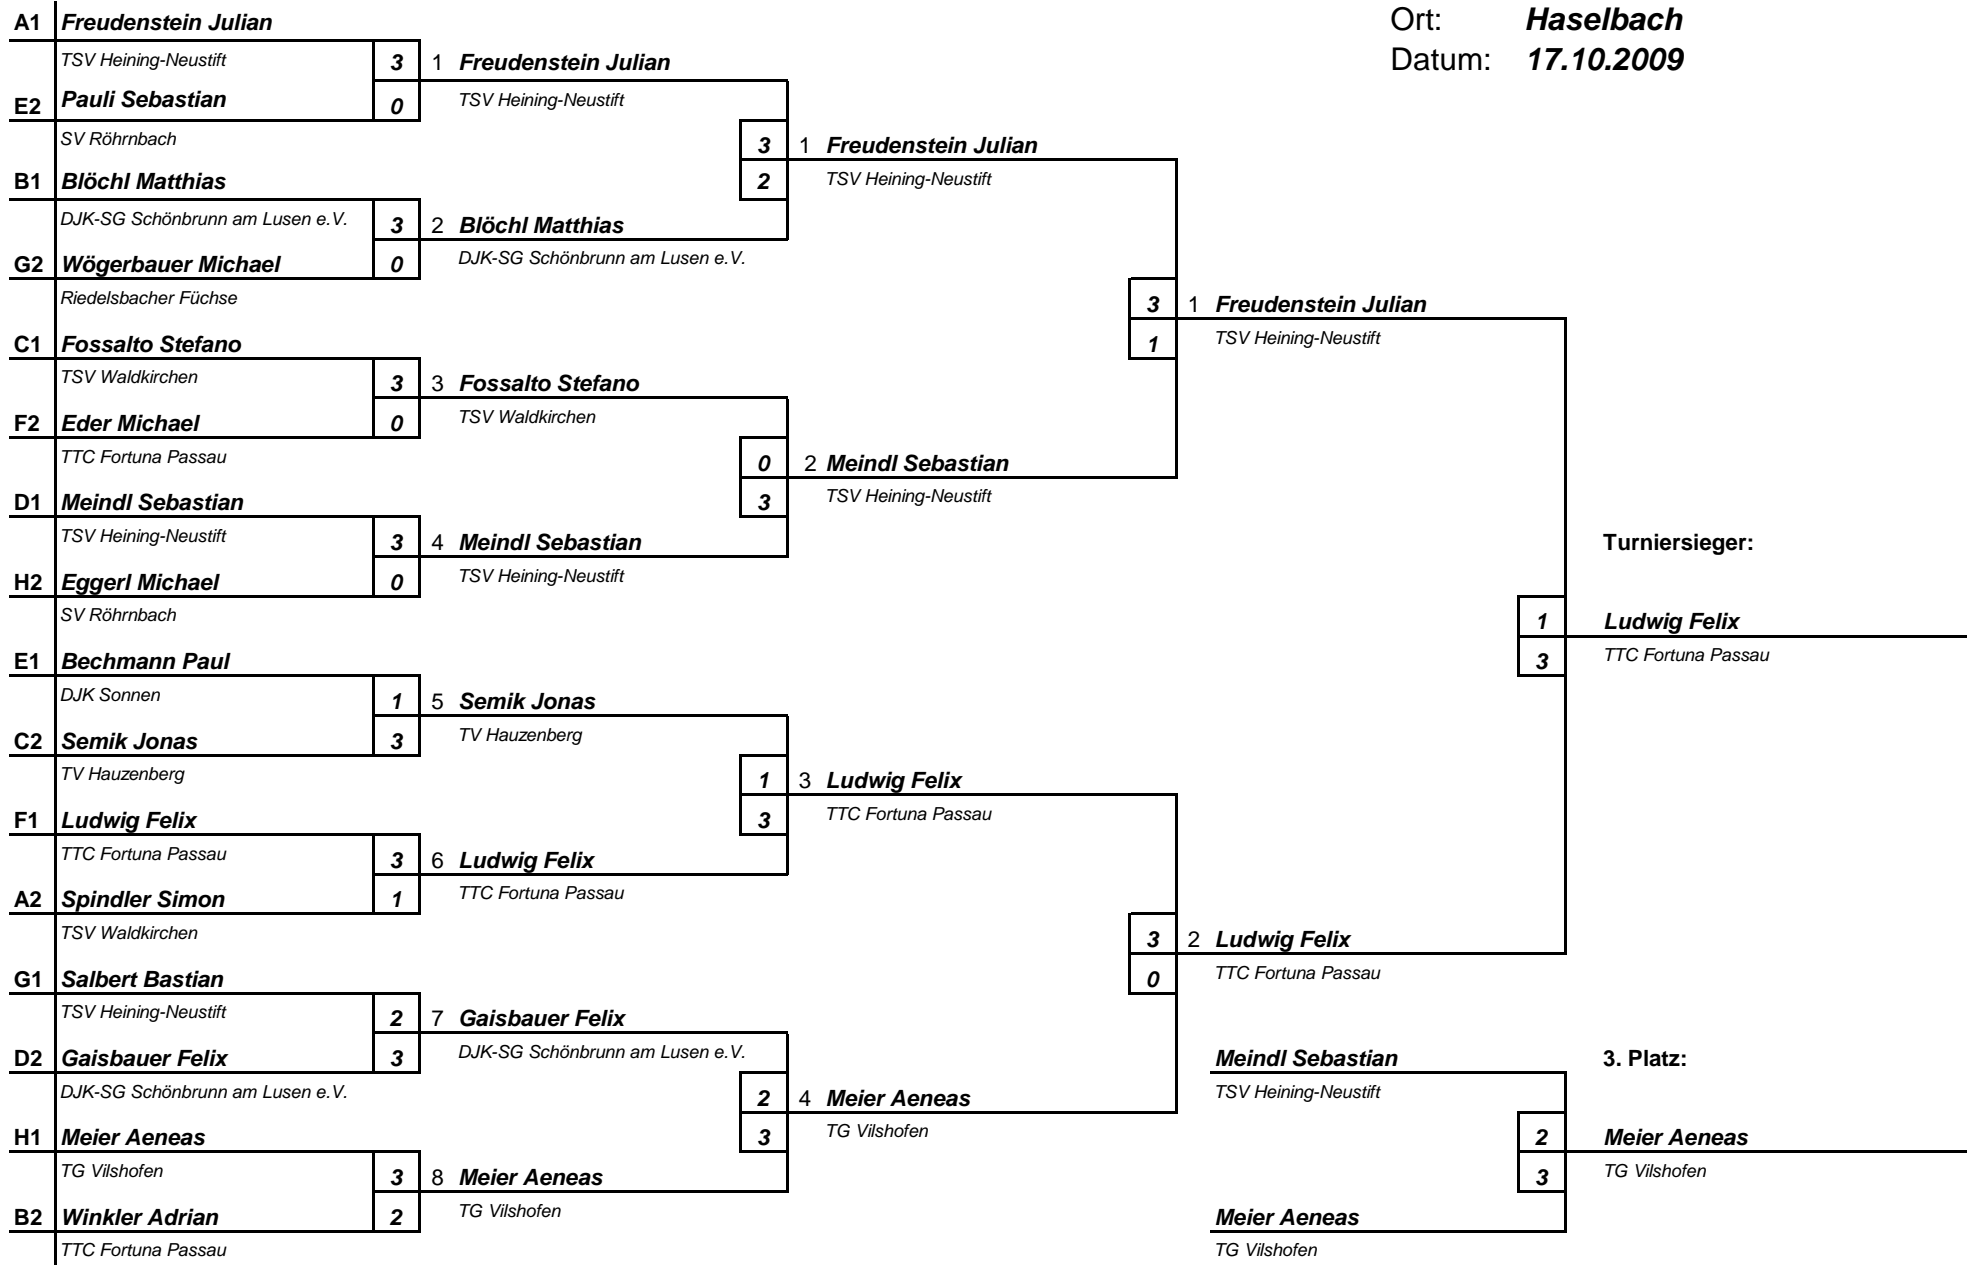 A1 Freudenstein Julian
Ort: Haselbach
TSV Heining-Neustift 3 1 Freudenstein Julian
Datum: 17.10.2009
E2 Pauli Sebastian 0 TSV Heining-Neustift
SV Röhrnbach 3 1 Freudenstein Julian
B1 Blöchl Matthias 2 TSV Heining-Neustift
DJK-SG Schönbrunn am Lusen e.V. 3 2 Blöchl Matthias
G2 Wögerbauer Michael 0 DJK-SG Schönbrunn am Lusen e.V.
Riedelsbacher Füchse 3 1 Freudenstein Julian
C1 Fossalto Stefano 1 TSV Heining-Neustift
TSV Waldkirchen 3 3 Fossalto Stefano
F2 Eder Michael 0 TSV Waldkirchen
TTC Fortuna Passau 0 2 Meindl Sebastian
D1 Meindl Sebastian 3 TSV Heining-Neustift
TSV Heining-Neustift 3 4 Meindl Sebastian Turniersieger:
H2 Eggerl Michael 0 TSV Heining-Neustift
SV Röhrnbach 1 Ludwig Felix
E1 Bechmann Paul 3 TTC Fortuna Passau
DJK Sonnen 1 5 Semik Jonas
C2 Semik Jonas 3 TV Hauzenberg
TV Hauzenberg 1 3 Ludwig Felix
F1 Ludwig Felix 3 TTC Fortuna Passau
TTC Fortuna Passau 3 6 Ludwig Felix
A2 Spindler Simon 1 TTC Fortuna Passau
TSV Waldkirchen 3 2 Ludwig Felix
G1 Salbert Bastian 0 TTC Fortuna Passau
TSV Heining-Neustift 2 7 Gaisbauer Felix
D2 Gaisbauer Felix 3 DJK-SG Schönbrunn am Lusen e.V. Meindl Sebastian 3. Platz:
DJK-SG Schönbrunn am Lusen e.V. 2 4 Meier Aeneas TSV Heining-Neustift
H1 Meier Aeneas 3 TG Vilshofen 2 Meier Aeneas
TG Vilshofen 3 8 Meier Aeneas 3 TG Vilshofen
B2 Winkler Adrian 2 TG Vilshofen Meier Aeneas
TTC Fortuna Passau TG Vilshofen